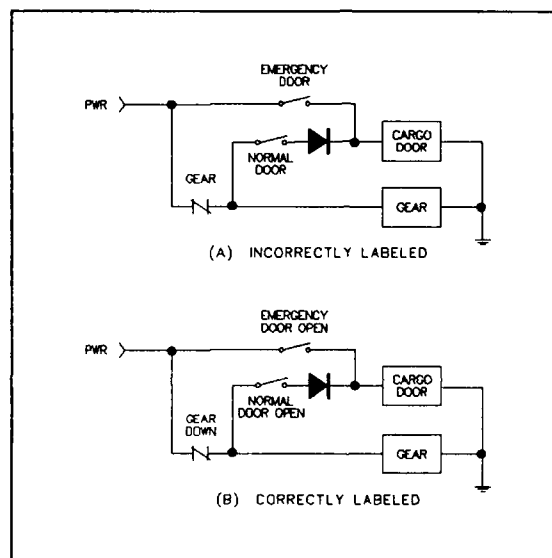 EMERGENCY
DOOR
PWR
CARGO
DOOR
NORMAL
DOOR
GEAR
GEAR
(A) INCORRECTLY LABELED
EMERGENCY
DOOR OPEN
PWR
CARGO
DOOR
NORMAL
DOOR OPEN
GEAR
DOWN
GEAR
(B) CORRECTLY LABELED